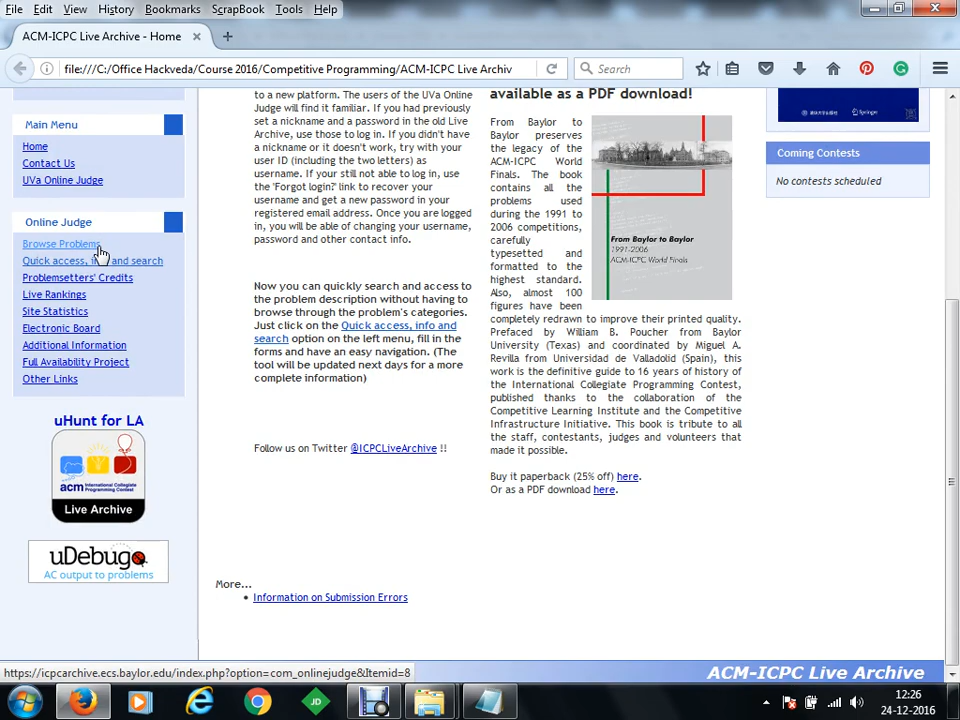 File Edit View History Bookmarks ScrapBook Tools Help
ACM-ICPC Live Archive - Home
file:///C:/Office Hackveda/Course 2016/Competitive Programming/ACM-ICPC Live Archiv
Search
Main Menu
Home
Contact Us
UVa Online Judge
Online Judge
Browse Problems
Quick access, info and search
Problemsetters' Credits
Live Rankings
Site Statistics
Electronic Board
Additional Information
Full Availability Project
Other Links
uHunt for LA
acm International Collegiate Programming Contest
Live Archive
uDebug
AC output to problems
to a new platform. The users of the UVa Online
Judge will find it familiar. If you had previously
set a nickname and a password in the old Live
Archive, use those to log in. If you didn't have
a nickname or it doesn't work, try with your
user ID (including the two letters) as
username. If your still not able to log in, use
the 'Forgot login?' link to recover your
username and get a new password in your
registered email address. Once you are logged
in, you will be able of changing your username,
password and other contact info.
Now you can quickly search and access to
the problem description without having to
browse through the problem's categories.
Just click on the Quick access, info and
search option on the left menu, fill in the
forms and have an easy navigation. (The
tool will be updated next days for a more
complete information)
Follow us on Twitter @ICPCLiveArchive !!
available as a PDF download!
From Baylor to
Baylor preserves
the legacy of the
ACM-ICPC World
Finals. The book
contains all the
problems used
during the 1991 to
2006 competitions,
carefully
typesetted and
formatted to the
highest standard.
Also, almost 100
figures have been
completely redrawn to improve their printed quality.
Prefaced by William B. Poucher from Baylor
University (Texas) and coordinated by Miguel A.
Revilla from Universidad de Valladolid (Spain), this
work is the definitive guide to 16 years of history of
the International Collegiate Programming Contest,
published thanks to the collaboration of the
Competitive Learning Institute and the Competitive
Infrastructure Initiative. This book is tribute to all
the staff, contestants, judges and volunteers that
made it possible.
From Baylor to Baylor
1991-2006
ACM-ICPC World Finals
Buy it paperback (25% off) here.
Or as a PDF download here.
Springer
Coming Contests
No contests scheduled
More...
Information on Submission Errors
https://icpcarchive.ecs.baylor.edu/index.php?option=com_onlinejudge&Itemid=8
ACM-ICPC Live Archive
JD
12:26
24-12-2016